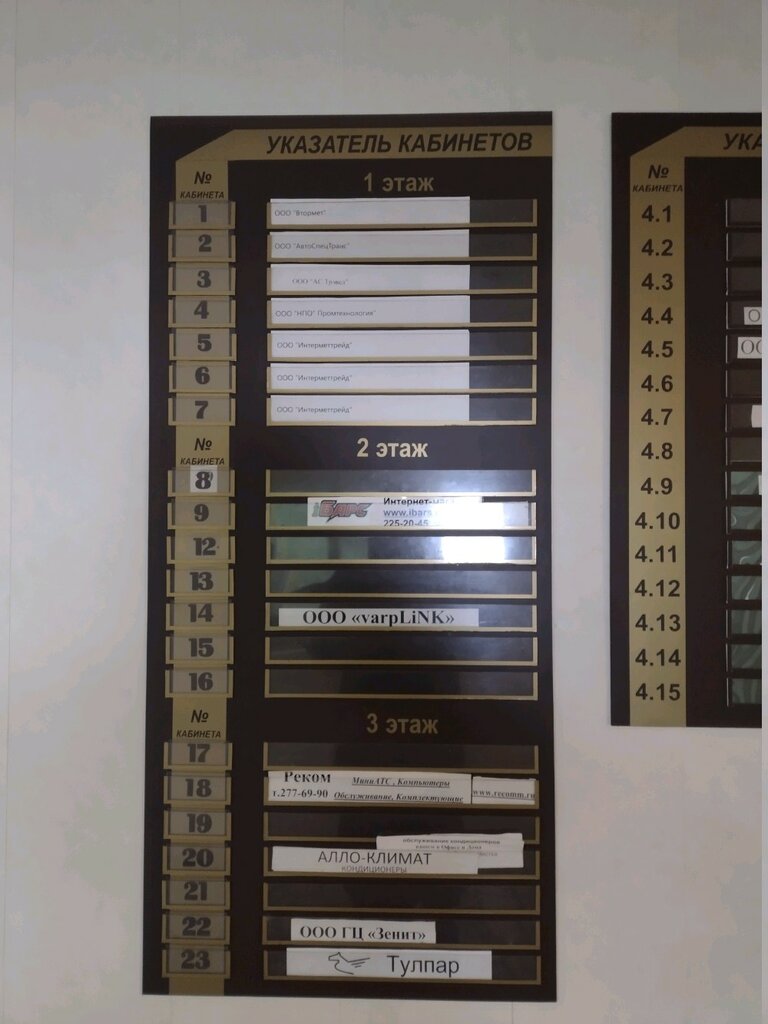 УКАЗАТЕЛЬ КАБИНЕТОВ
№ КАБИНЕТА
1 этаж
1 ООО "Втормет"
2 ООО "АвтоСпецТранс"
3 ООО "АС Трэвел"
4 ООО "НПО" Промтехнология"
5 ООО "Интерметтрейд"
6 ООО "Интерметтрейд"
7 ООО "Интерметтрейд"
№ КАБИНЕТА
2 этаж
8
9 iБАРС Интернет-
www.ibars
225-20-45
12
13
14 ООО «varpLiNK»
15
16
№ КАБИНЕТА
3 этаж
17
18 Реком МиниАТС , Компьютеры
т.277-69-90 Обслуживание, Комплектующие www.recomm.ru
19
обслуживание кондиционеров
20 АЛЛО-КЛИМАТ
КОНДИЦИОНЕРЫ
21
22 ООО ГЦ «Зенит»
23 Тулпар
УКА
№ КАБИНЕТА
4.1
4.2
4.3
4.4 О
4.5 ОО
4.6
4.7
4.8
4.9
4.10
4.11
4.12
4.13
4.14
4.15